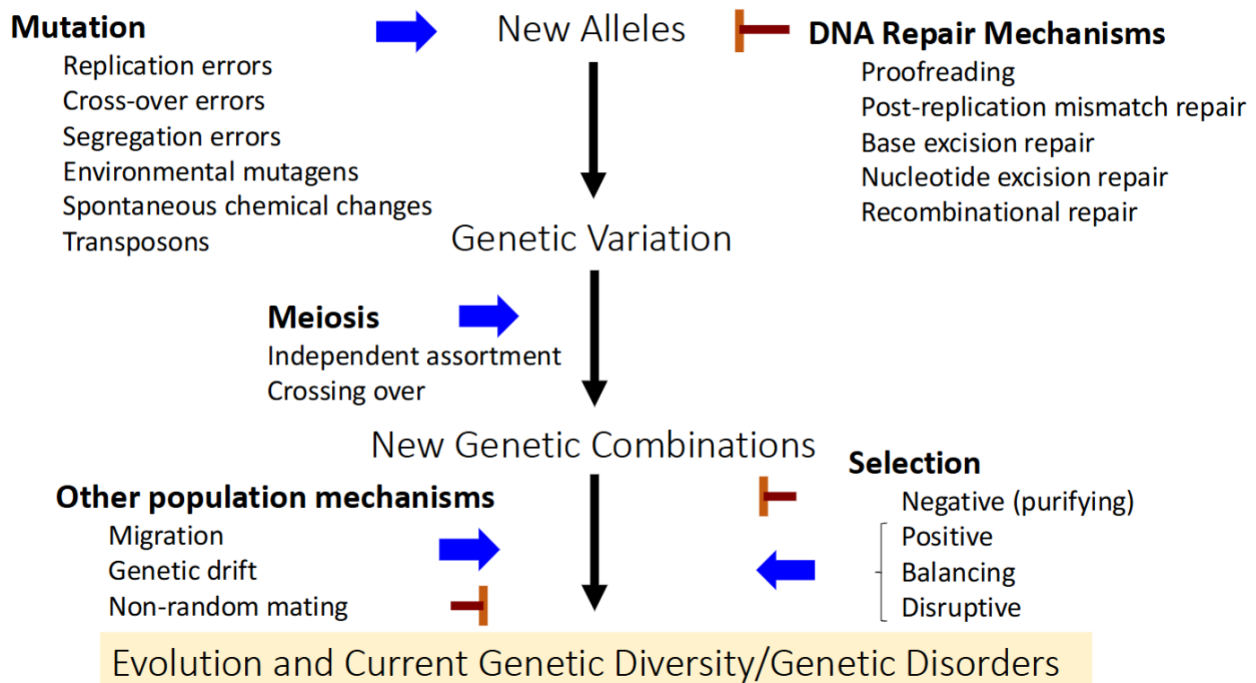 Mutation
Replication errors
Cross-over errors
Segregation errors
Environmental mutagens
Spontaneous chemical changes
Transposons
New Alleles
DNA Repair Mechanisms
Proofreading
Post-replication mismatch repair
Base excision repair
Nucleotide excision repair
Recombinational repair
Genetic Variation
Meiosis
Independent assortment
Crossing over
New Genetic Combinations
Other population mechanisms
Migration
Genetic drift
Non-random mating
Selection
Negative (purifying)
Positive
Balancing
Disruptive
Evolution and Current Genetic Diversity/Genetic Disorders